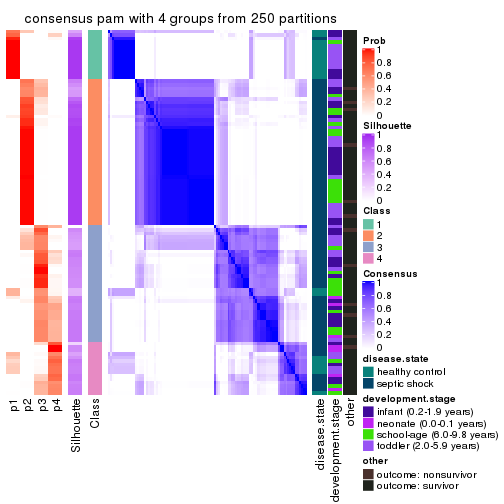 consensus pam with 4 groups from 250 partitions
Prob
1
0.8
0.6
0.4
0.2
0
Silhouette
1
0.8
0.6
0.4
0.2
0
Class
1
2
3
4
Consensus
1
0.8
0.6
0.4
0.2
0
disease.state
healthy control
septic shock
development.stage
infant (0.2-1.9 years)
neonate (0.0-0.1 years)
school-age (6.0-9.8 years)
toddler (2.0-5.9 years)
other
outcome: nonsurvivor
outcome: survivor
p1
p2
p3
p4
Silhouette
Class
disease.state
development.stage
other